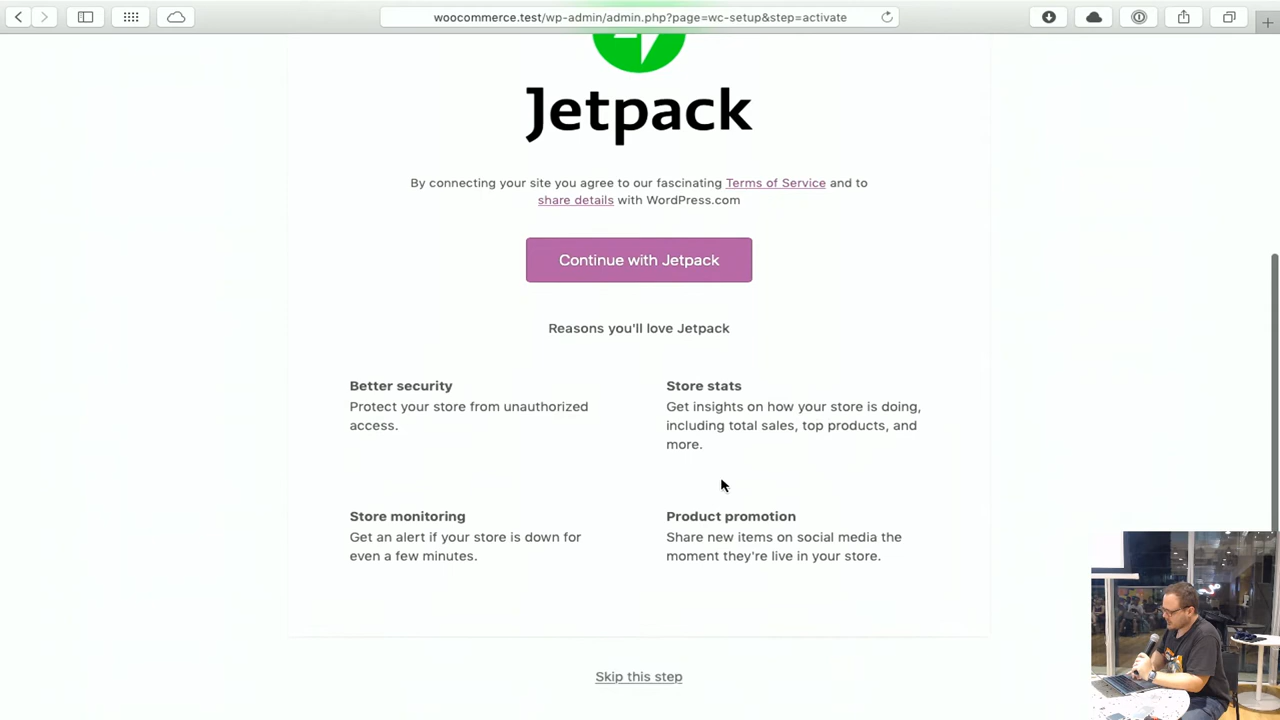 woocommerce.test/wp-admin/admin.php?page=wc-setup&step=activate
Jetpack
By connecting your site you agree to our fascinating Terms of Service and to
share details with WordPress.com
Continue with Jetpack
Reasons you'll love Jetpack
Better security
Protect your store from unauthorized
access.
Store stats
Get insights on how your store is doing,
including total sales, top products, and
more.
Store monitoring
Get an alert if your store is down for
even a few minutes.
Product promotion
Share new items on social media the
moment they're live in your store.
Skip this step